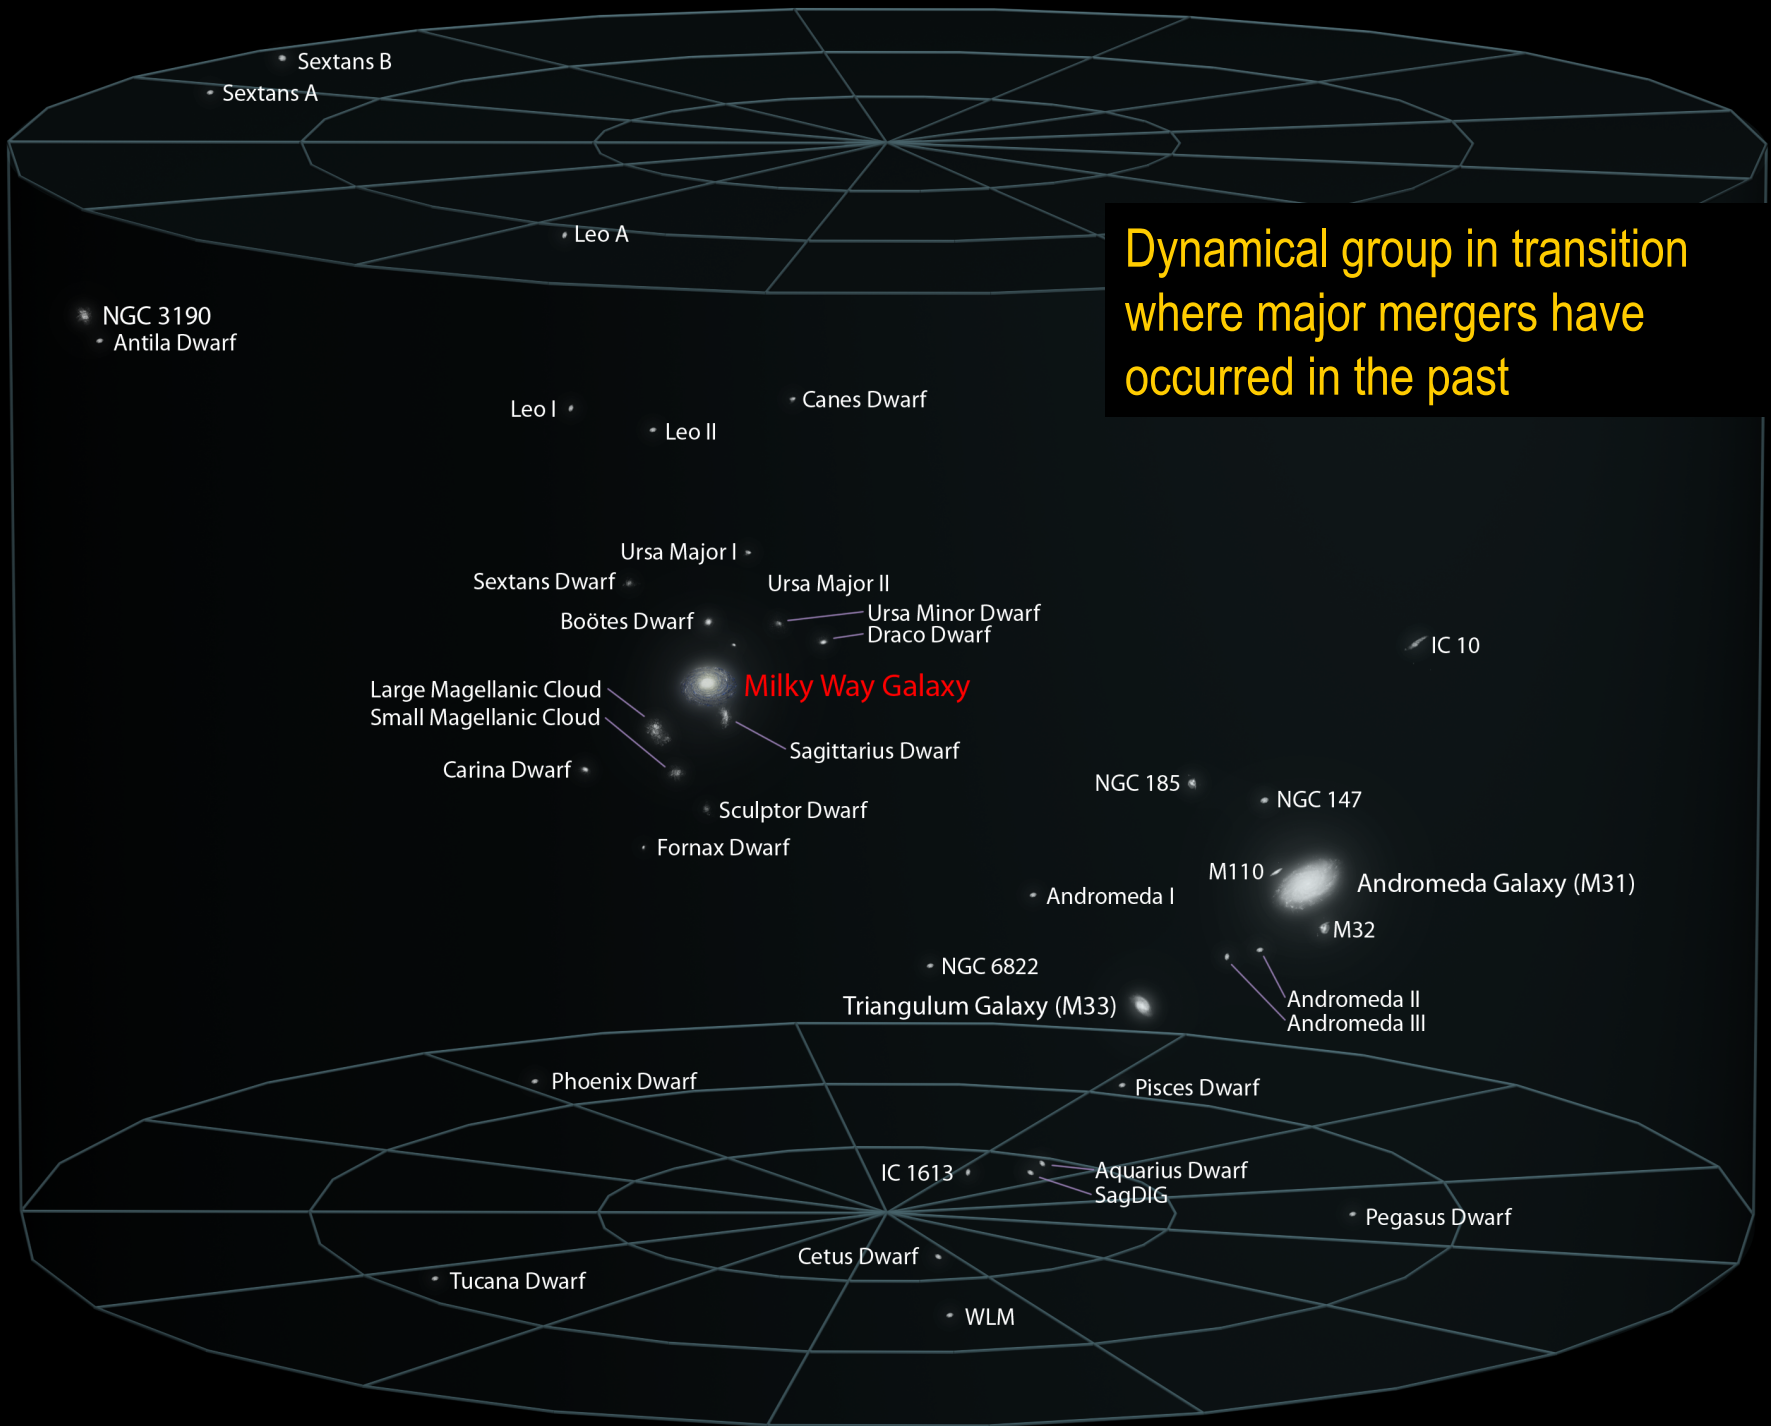 Sextans B
Sextans A
Leo A
Dynamical group in transition
where major mergers have
occurred in the past
NGC 3190
Antila Dwarf
Leo I
Leo II
Canes Dwarf
Ursa Major I
Sextans Dwarf
Ursa Major II
Boötes Dwarf
Ursa Minor Dwarf
Draco Dwarf
IC 10
Large Magellanic Cloud
Milky Way Galaxy
Small Magellanic Cloud
Sagittarius Dwarf
Carina Dwarf
NGC 185
NGC 147
Sculptor Dwarf
Fornax Dwarf
M110
Andromeda Galaxy (M31)
Andromeda I
M32
NGC 6822
Andromeda II
Triangulum Galaxy (M33)
Andromeda III
Phoenix Dwarf
Pisces Dwarf
IC 1613
Aquarius Dwarf
SagDIG
Pegasus Dwarf
Cetus Dwarf
Tucana Dwarf
WLM